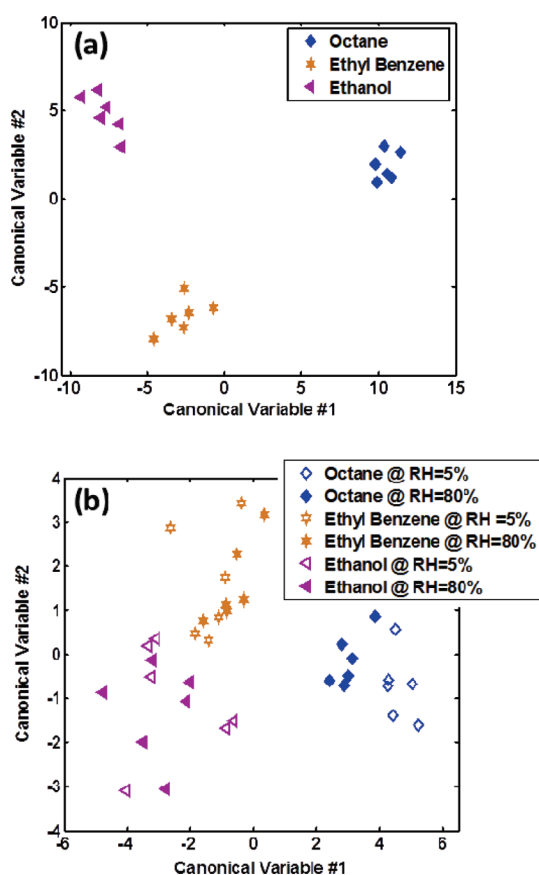 (a)
Octane
Ethyl Benzene
Ethanol
Canonical Variable #2
10
5
0
-5
-10
-10 -5 0 5 10 15
Canonical Variable #1
(b)
Octane @ RH=5%
Octane @ RH=80%
Ethyl Benzene @ RH =5%
Ethyl Benzene @ RH=80%
Ethanol @ RH=5%
Ethanol @ RH=80%
Canonical Variable #2
4
3
2
1
0
-1
-2
-3
-4
-6 -4 -2 0 2 4 6
Canonical Variable #1